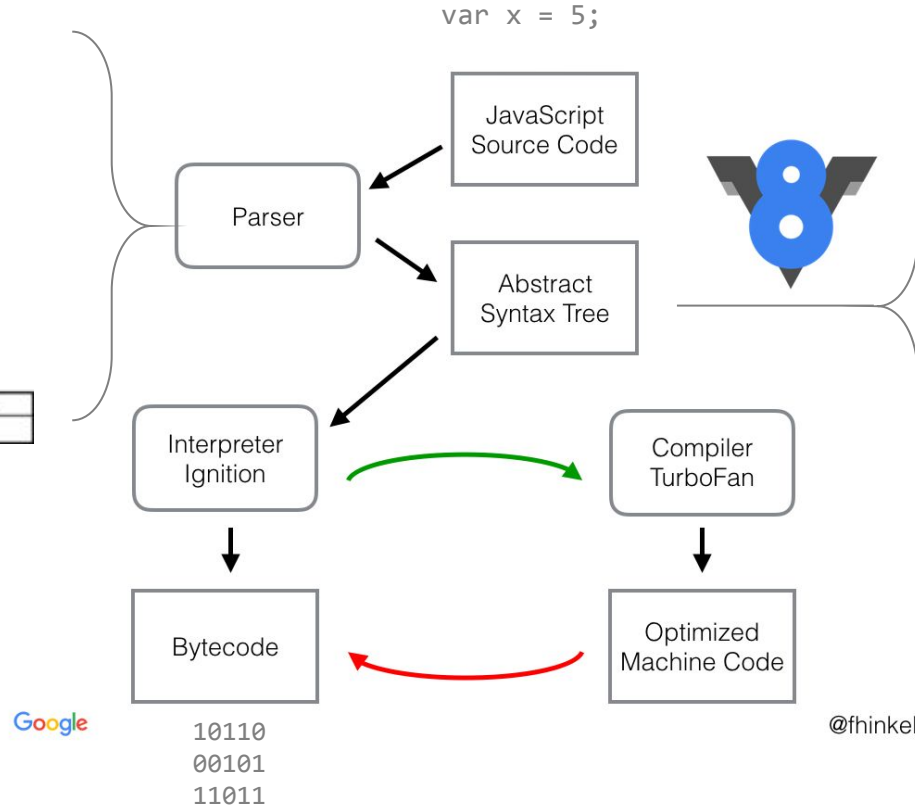 var x = 5;
JavaScript
Source Code
Parser
Abstract
Syntax Tree
Interpreter
Ignition
Compiler
TurboFan
Bytecode
Optimized
Machine Code
Google
@fhinkel
10110
00101
11011